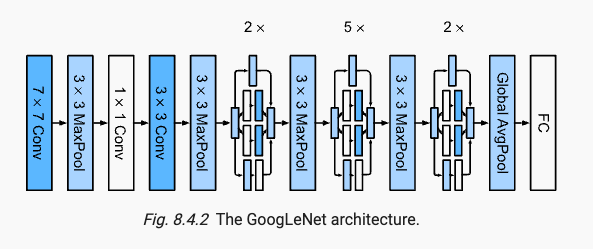 2 ×
5 ×
2 ×
7 × 7 Conv
3 × 3 MaxPool
1 × 1 Conv
3 × 3 Conv
3 × 3 MaxPool
3 × 3 MaxPool
3 × 3 MaxPool
Global AvgPool
FC
Fig. 8.4.2 The GoogLeNet architecture.